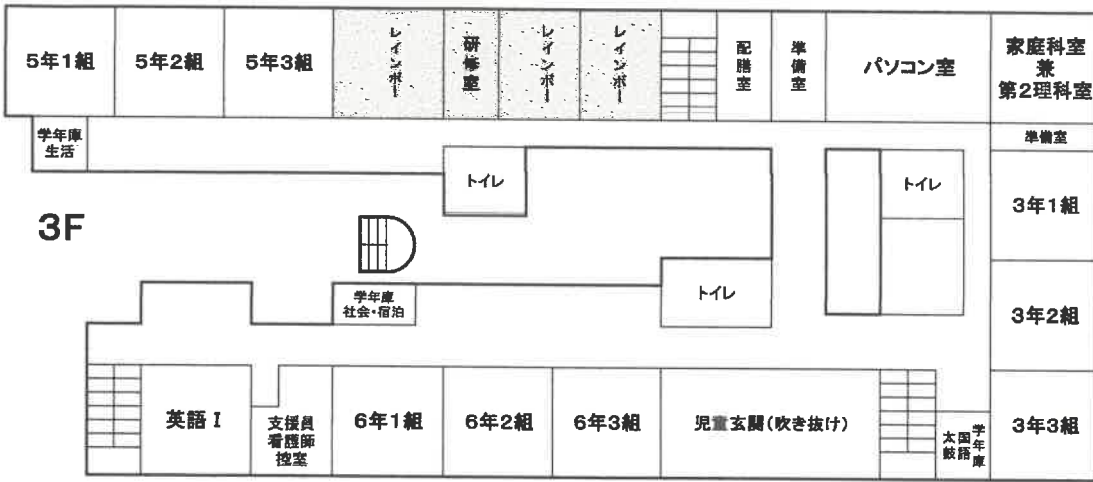 5年1組
5年2組
5年3組
レインボー
研修室
レインボー
レインボー
配膳室
準備室
パソコン室
家庭科室
兼
第2理科室
学年庫
生活
準備室
トイレ
トイレ
3年1組
3F
学年庫
社会・宿泊
トイレ
3年2組
英語Ⅰ
支援員
看護師
控室
6年1組
6年2組
6年3組
児童玄関(吹き抜け)
学年庫
国語
太鼓
3年3組